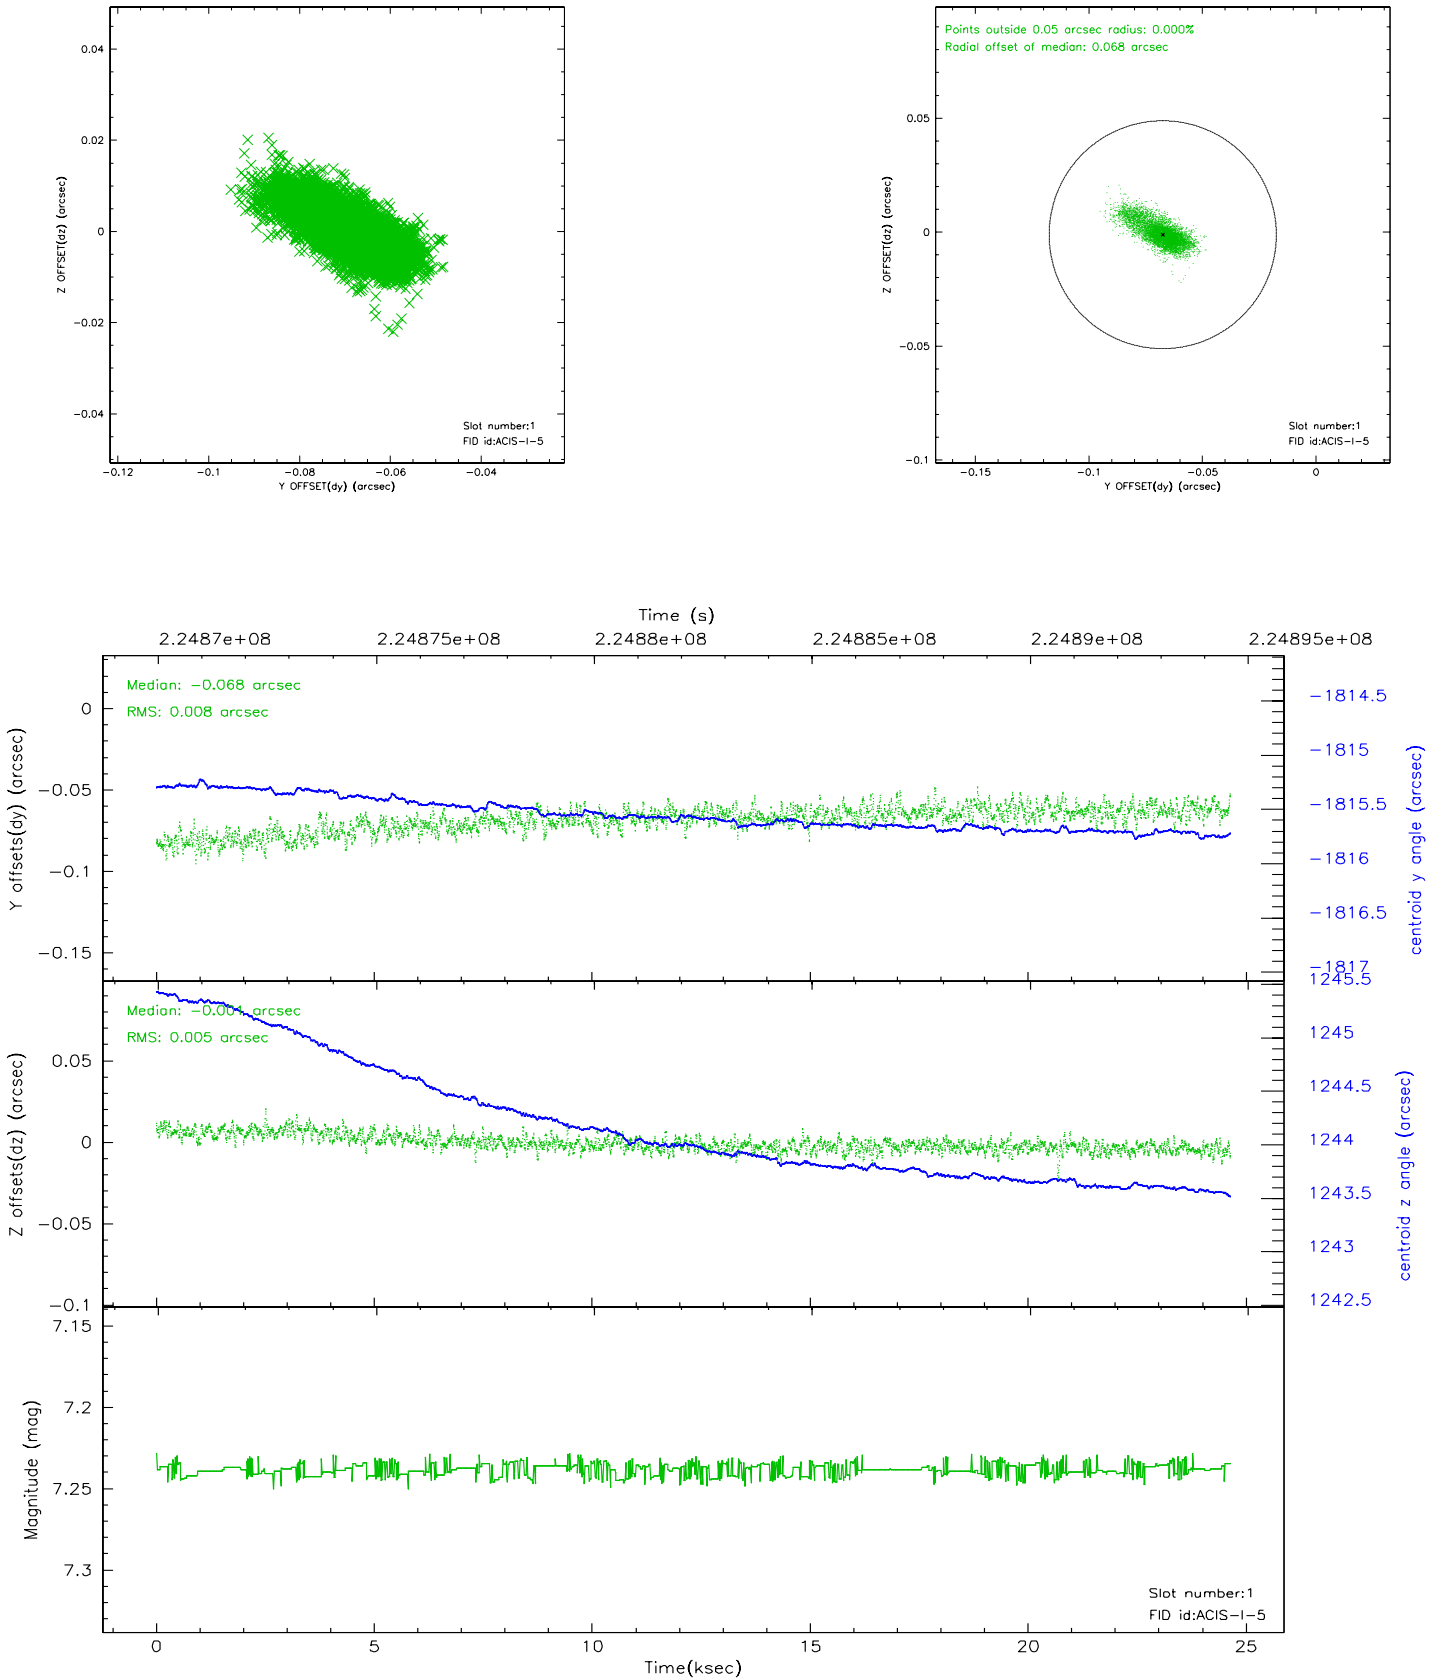 0.04
0.02
0
−0.02
−0.04
Z OFFSET(dz) (arcsec)
Slot number:1
FID id:ACIS−I−5
−0.12
−0.1
−0.08
−0.06
−0.04
Y OFFSET(dy) (arcsec)
Points outside 0.05 arcsec radius: 0.000%
Radial offset of median: 0.068 arcsec
0.05
0
−0.05
−0.1
Z OFFSET(dz) (arcsec)
Slot number:1
FID id:ACIS−I−5
−0.15
−0.1
−0.05
0
Y OFFSET(dy) (arcsec)
Time (s)
2.2487e+08
2.24875e+08
2.2488e+08
2.24885e+08
2.2489e+08
2.24895e+08
Median: −0.068 arcsec
RMS: 0.008 arcsec
0
−0.05
−0.1
−0.15
Y offsets(dy) (arcsec)
−1814.5
−1815
−1815.5
−1816
−1816.5
−1817
centroid y angle (arcsec)
Median: −0.001 arcsec
RMS: 0.005 arcsec
0.05
0
−0.05
−0.1
Z offsets(dz) (arcsec)
1245.5
1245
1244.5
1244
1243.5
1243
1242.5
centroid z angle (arcsec)
7.15
7.2
7.25
7.3
Magnitude (mag)
Slot number:1
FID id:ACIS−I−5
0
5
10
15
20
25
Time(ksec)